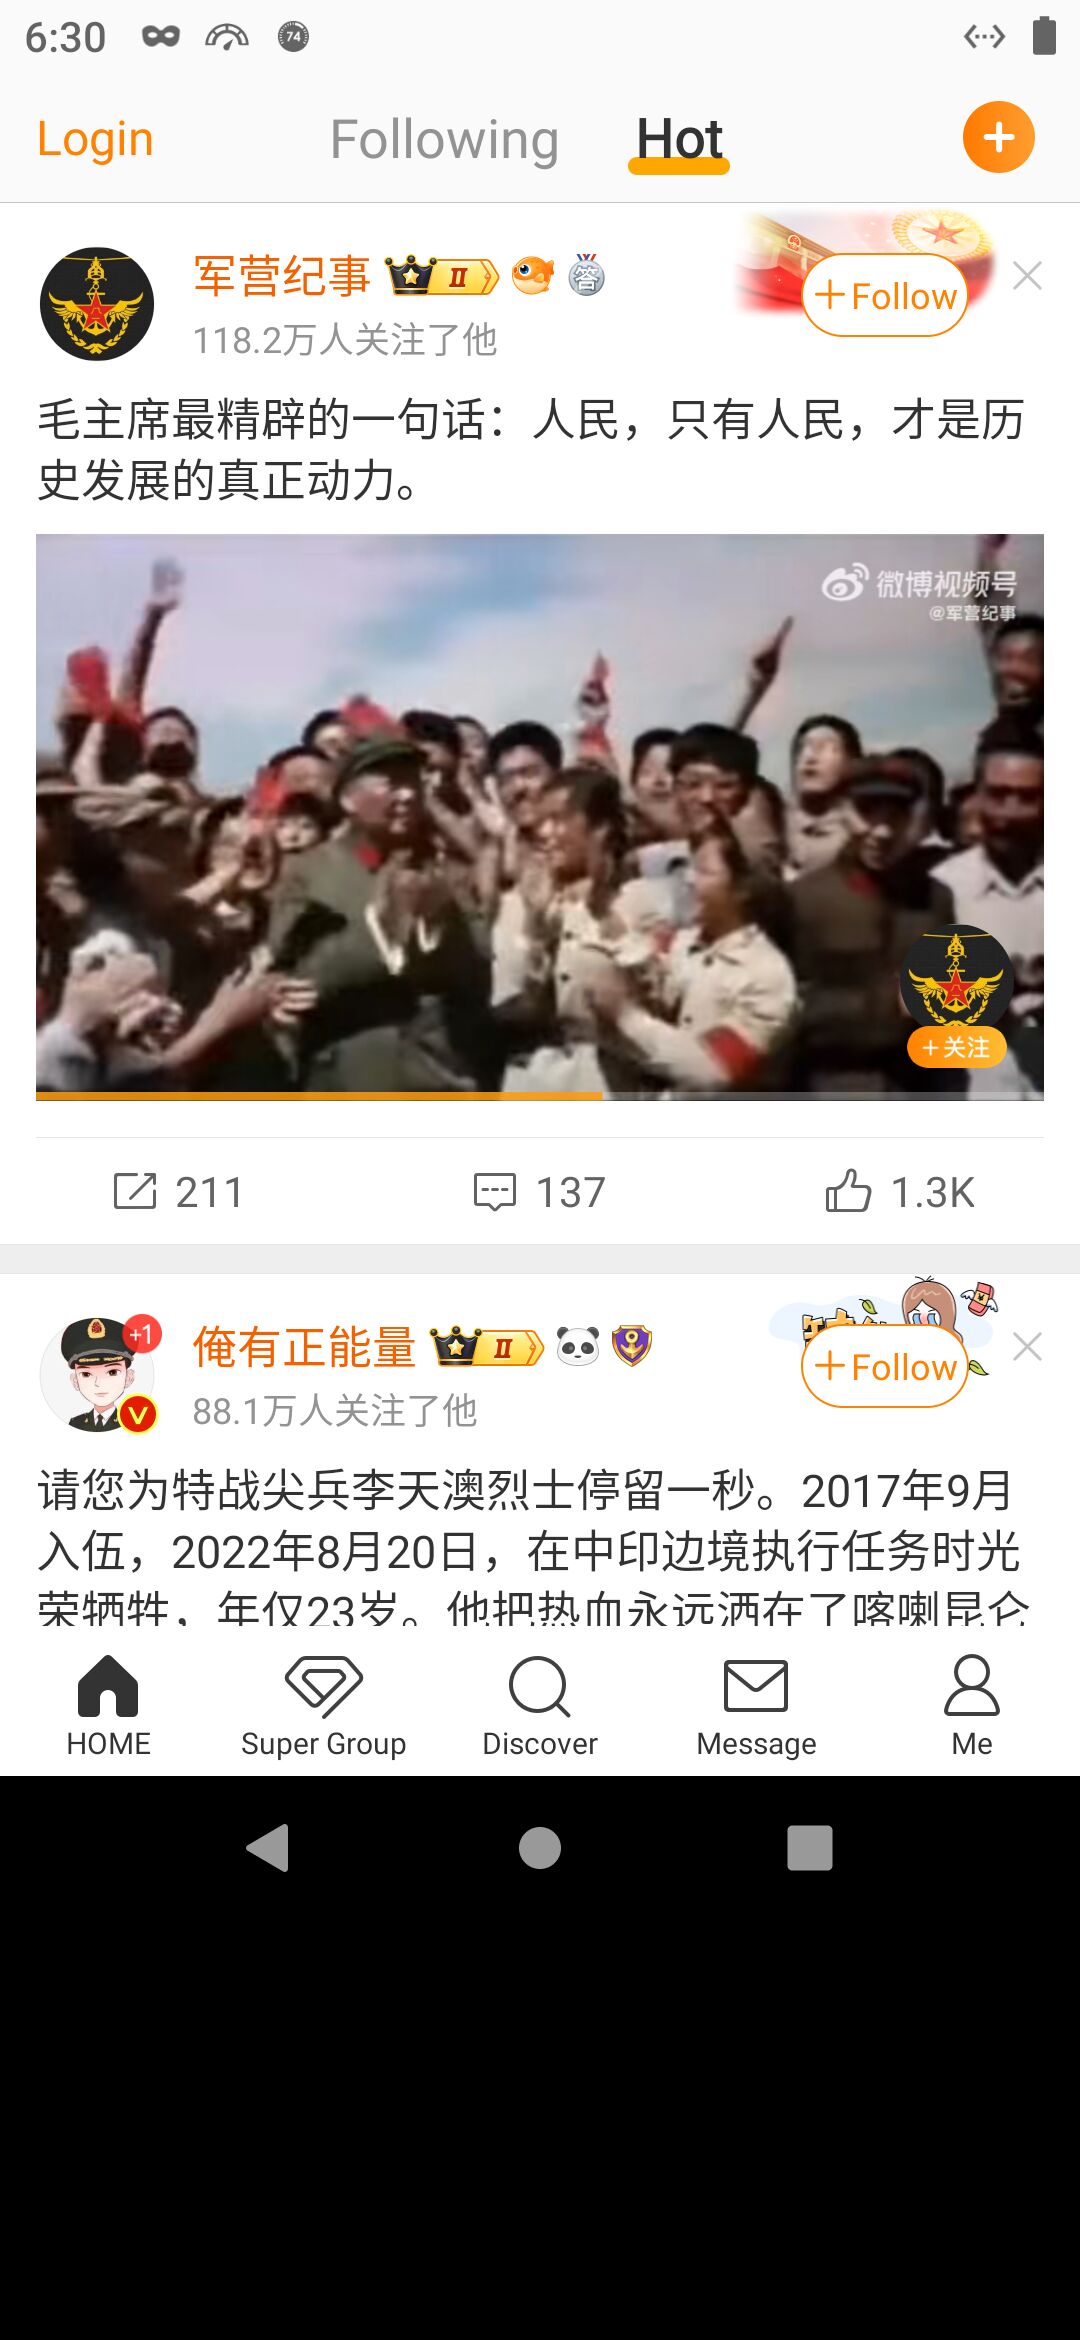 6:30
74
Login
Following
Hot
军营纪事
II
答
+Follow
118.2万人关注了他
毛主席最精辟的一句话：人民，只有人民，才是历
史发展的真正动力。
微博视频号
@军营纪事
+关注
211
137
1.3K
+1
俺有正能量
II
+Follow
V
88.1万人关注了他
请您为特战尖兵李天澳烈士停留一秒。2017年9月
入伍，2022年8月20日，在中印边境执行任务时光
荣牺牲，年仅23岁。他把热血永远洒在了喀喇昆仑
HOME
Super Group
Discover
Message
Me